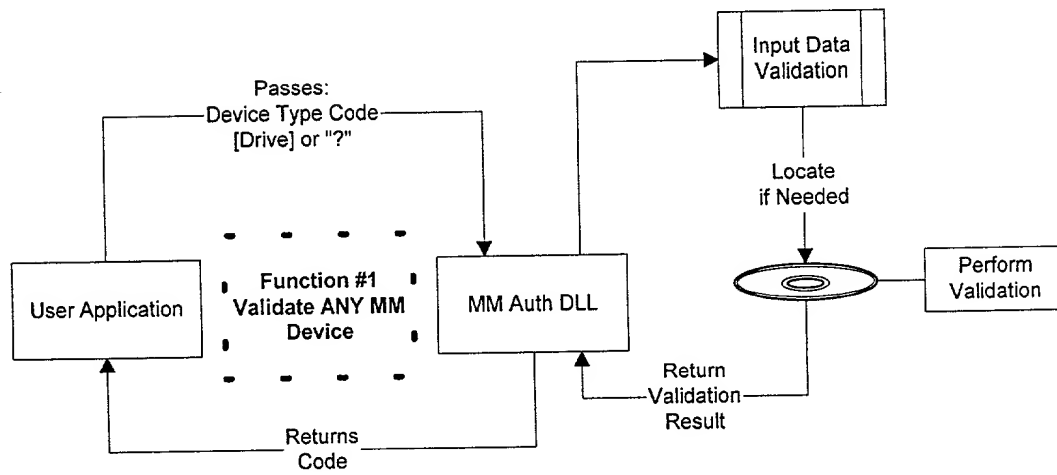 Input Data
Validation
Passes:
Device Type Code
[Drive] or "?"
Locate
if Needed
User Application
Function #1
Validate ANY MM
Device
MM Auth DLL
Perform
Validation
Return
Validation
Result
Returns
Code